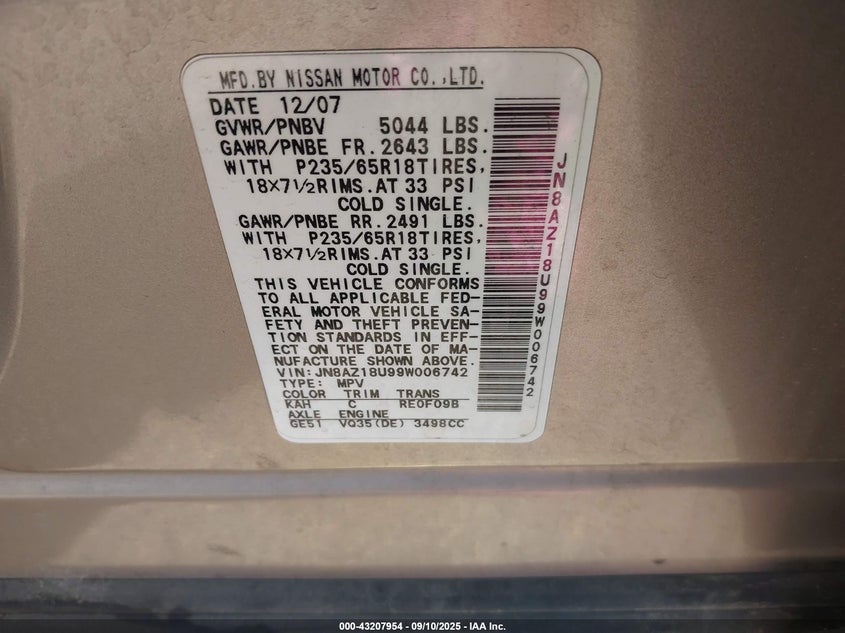 MFD.BY NISSAN MOTOR CO.,LTD.
DATE 12/07
GVWR/PNBV 5044 LBS.
GAWR/PNBE FR.2643 LBS.
WITH P235/65R18TIRES,
18X7½RIMS.AT 33 PSI
COLD SINGLE.
GAWR/PNBE RR.2491 LBS.
WITH P235/65R18TIRES,
18X7½RIMS.AT 33 PSI
COLD SINGLE.
THIS VEHICLE CONFORMS
TO ALL APPLICABLE FED-
ERAL MOTOR VEHICLE SA-
FETY AND THEFT PREVEN-
TION STANDARDS IN EFF-
ECT ON THE DATE OF MA-
NUFACTURE SHOWN ABOVE.
VIN:JN8AZ18U99W006742
TYPE: MPV
COLOR TRIM TRANS
KAH C RE0F09B
AXLE ENGINE
GE51 VQ35(DE) 3498CC
JN8AZ18U99W006742
000-43207954 - 09/10/2025 - IAA Inc.